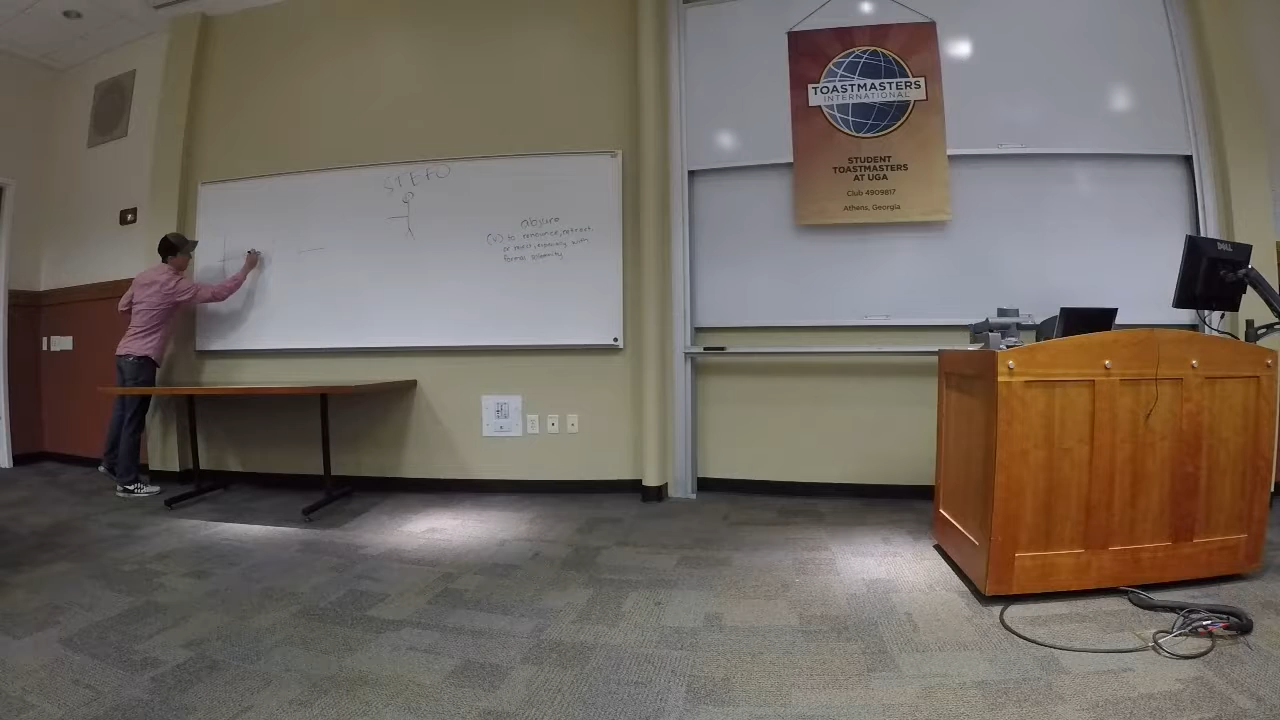 STEFO
abjure
(v) to renounce, retract,
or reject, especially with
formal solemnity
TOASTMASTERS
INTERNATIONAL
STUDENT
TOASTMASTERS
AT UGA
Club 4909817
Athens, Georgia
DELL